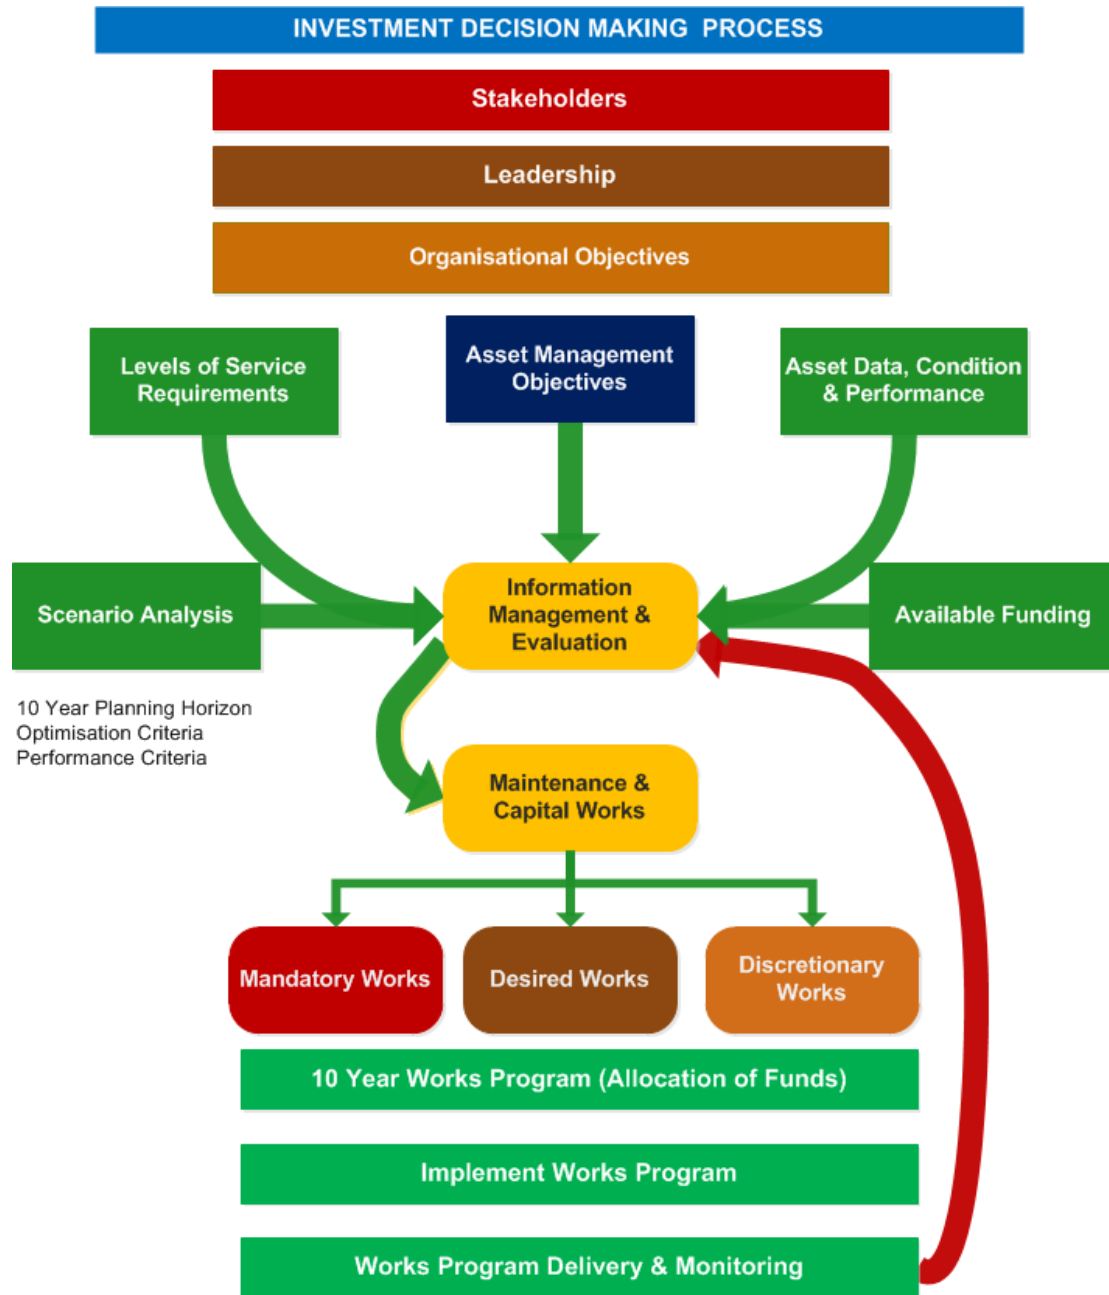 INVESTMENT DECISION MAKING PROCESS
Stakeholders
Leadership
Organisational Objectives
Levels of Service
Requirements
Asset Management
Objectives
Asset Data, Condition
& Performance
Scenario Analysis
Information
Management &
Evaluation
Available Funding
10 Year Planning Horizon
Optimisation Criteria
Performance Criteria
Maintenance &
Capital Works
Mandatory Works
Desired Works
Discretionary
Works
10 Year Works Program (Allocation of Funds)
Implement Works Program
Works Program Delivery & Monitoring